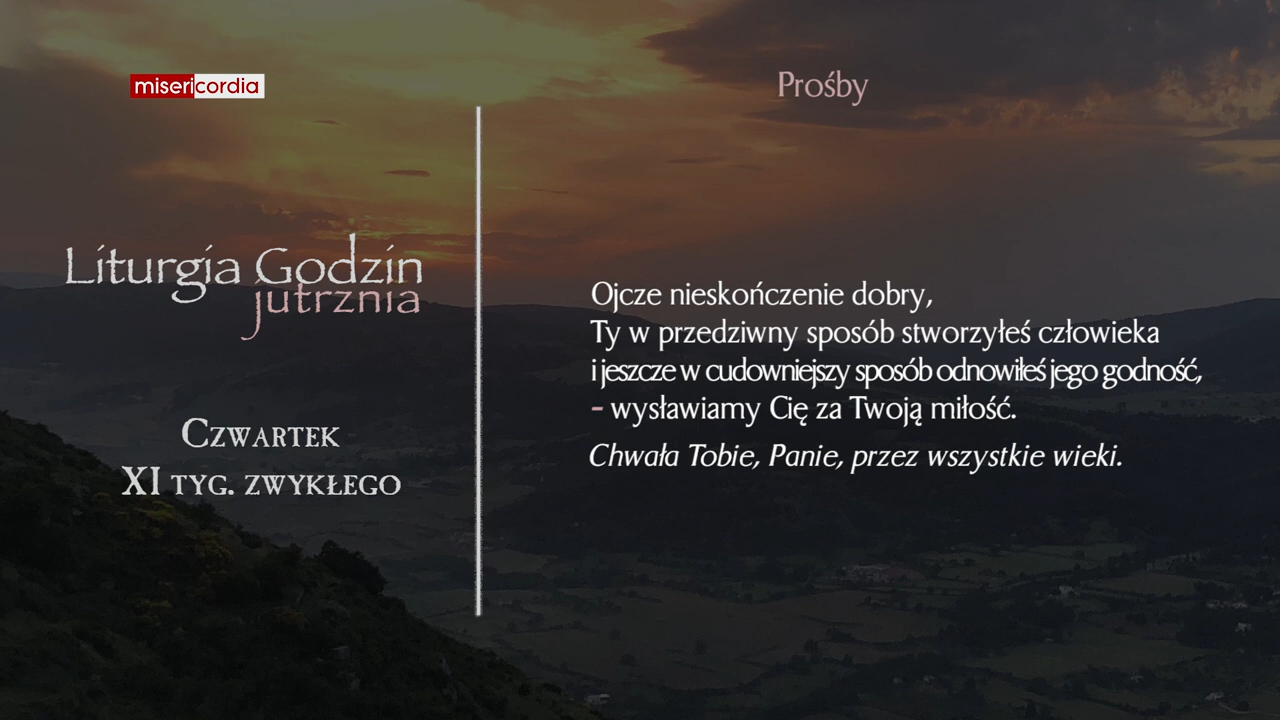 misericordia
Liturgia Godzin
jutrznia
Czwartek
XI tyg. zwykłego
Prośby
Ojcze nieskończenie dobry,
Ty w przedziwny sposób stworzyłeś człowieka
i jeszcze w cudowniejszy sposób odnowiłeś jego godność,
- wysławiamy Cię za Twoją miłość.
Chwała Tobie, Panie, przez wszystkie wieki.